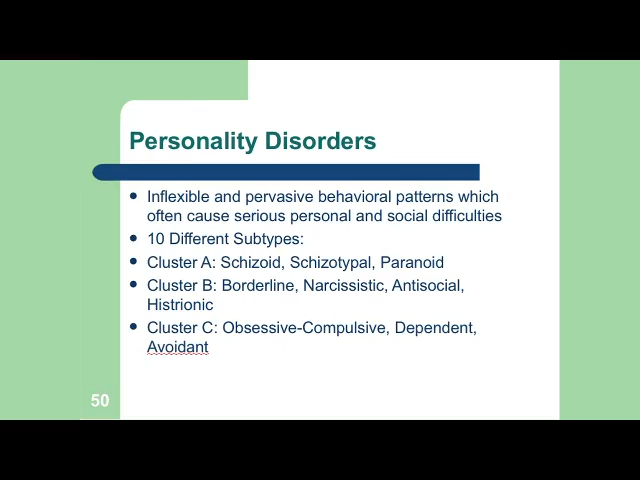 Personality Disorders
• Inflexible and pervasive behavioral patterns which
often cause serious personal and social difficulties
• 10 Different Subtypes:
• Cluster A: Schizoid, Schizotypal, Paranoid
• Cluster B: Borderline, Narcissistic, Antisocial,
Histrionic
• Cluster C: Obsessive-Compulsive, Dependent,
Avoidant
50